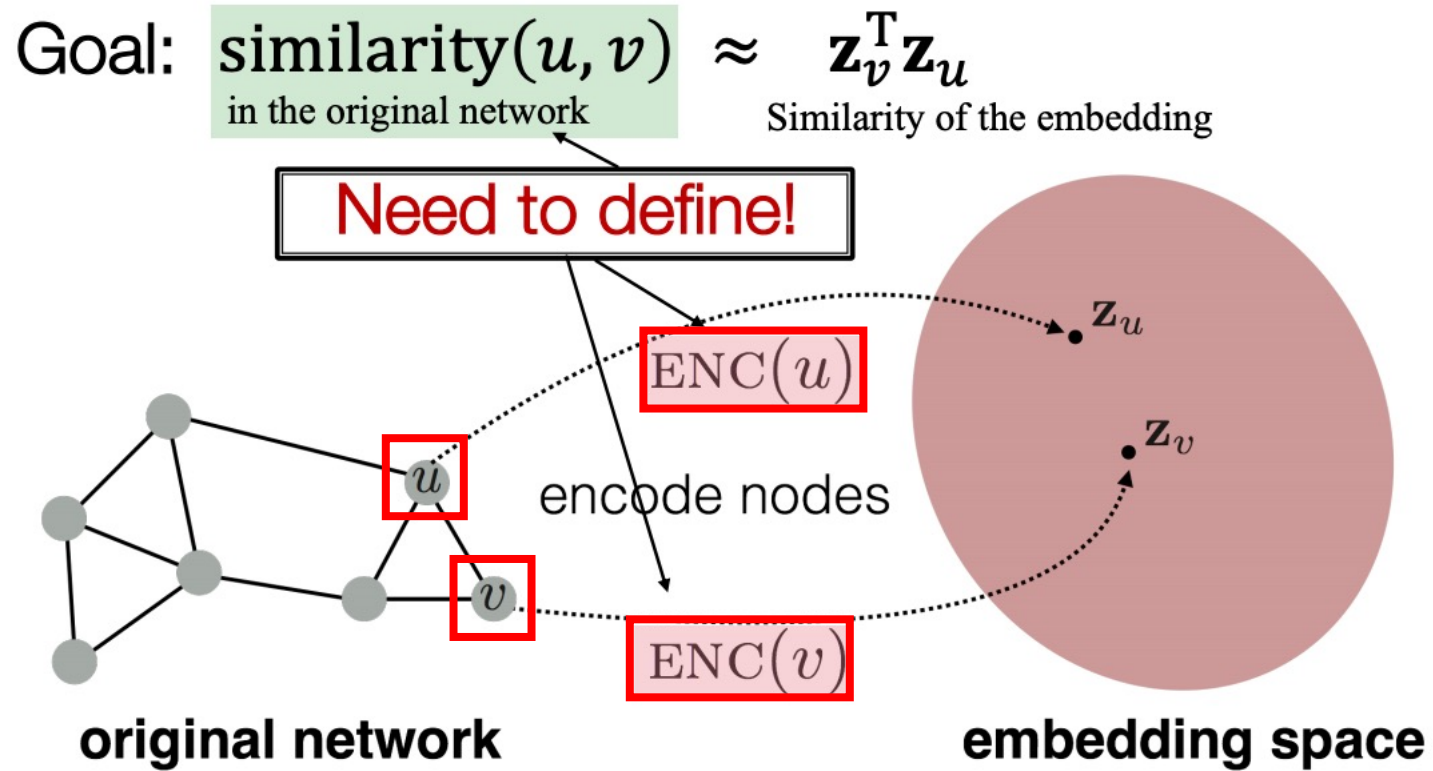 Goal: similarity(u, v) ≈ z_v^T z_u
in the original network
Similarity of the embedding
Need to define!
z_u
ENC(u)
z_v
u
encode nodes
v
ENC(v)
original network
embedding space